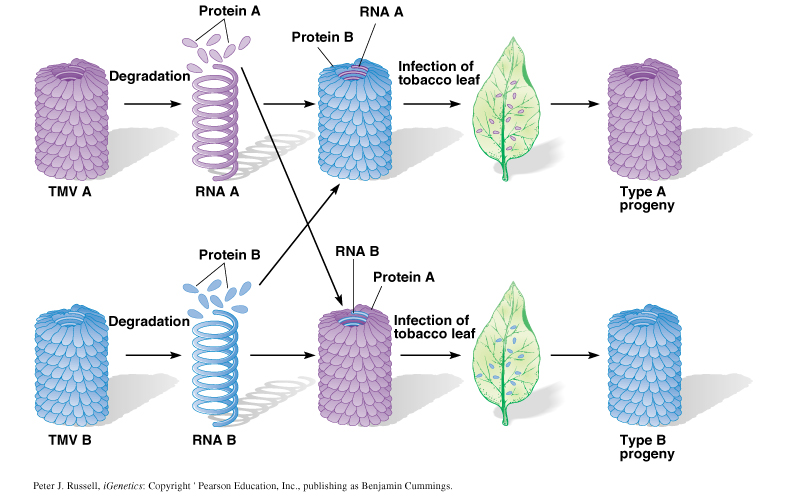 Protein A
RNA A
Protein B
Degradation
Infection of
tobacco leaf
TMV A
RNA A
Type A
progeny
Protein B
RNA B
Protein A
Degradation
Infection of
tobacco leaf
TMV B
RNA B
Type B
progeny
Peter J. Russell, iGenetics: Copyright ' Pearson Education, Inc., publishing as Benjamin Cummings.